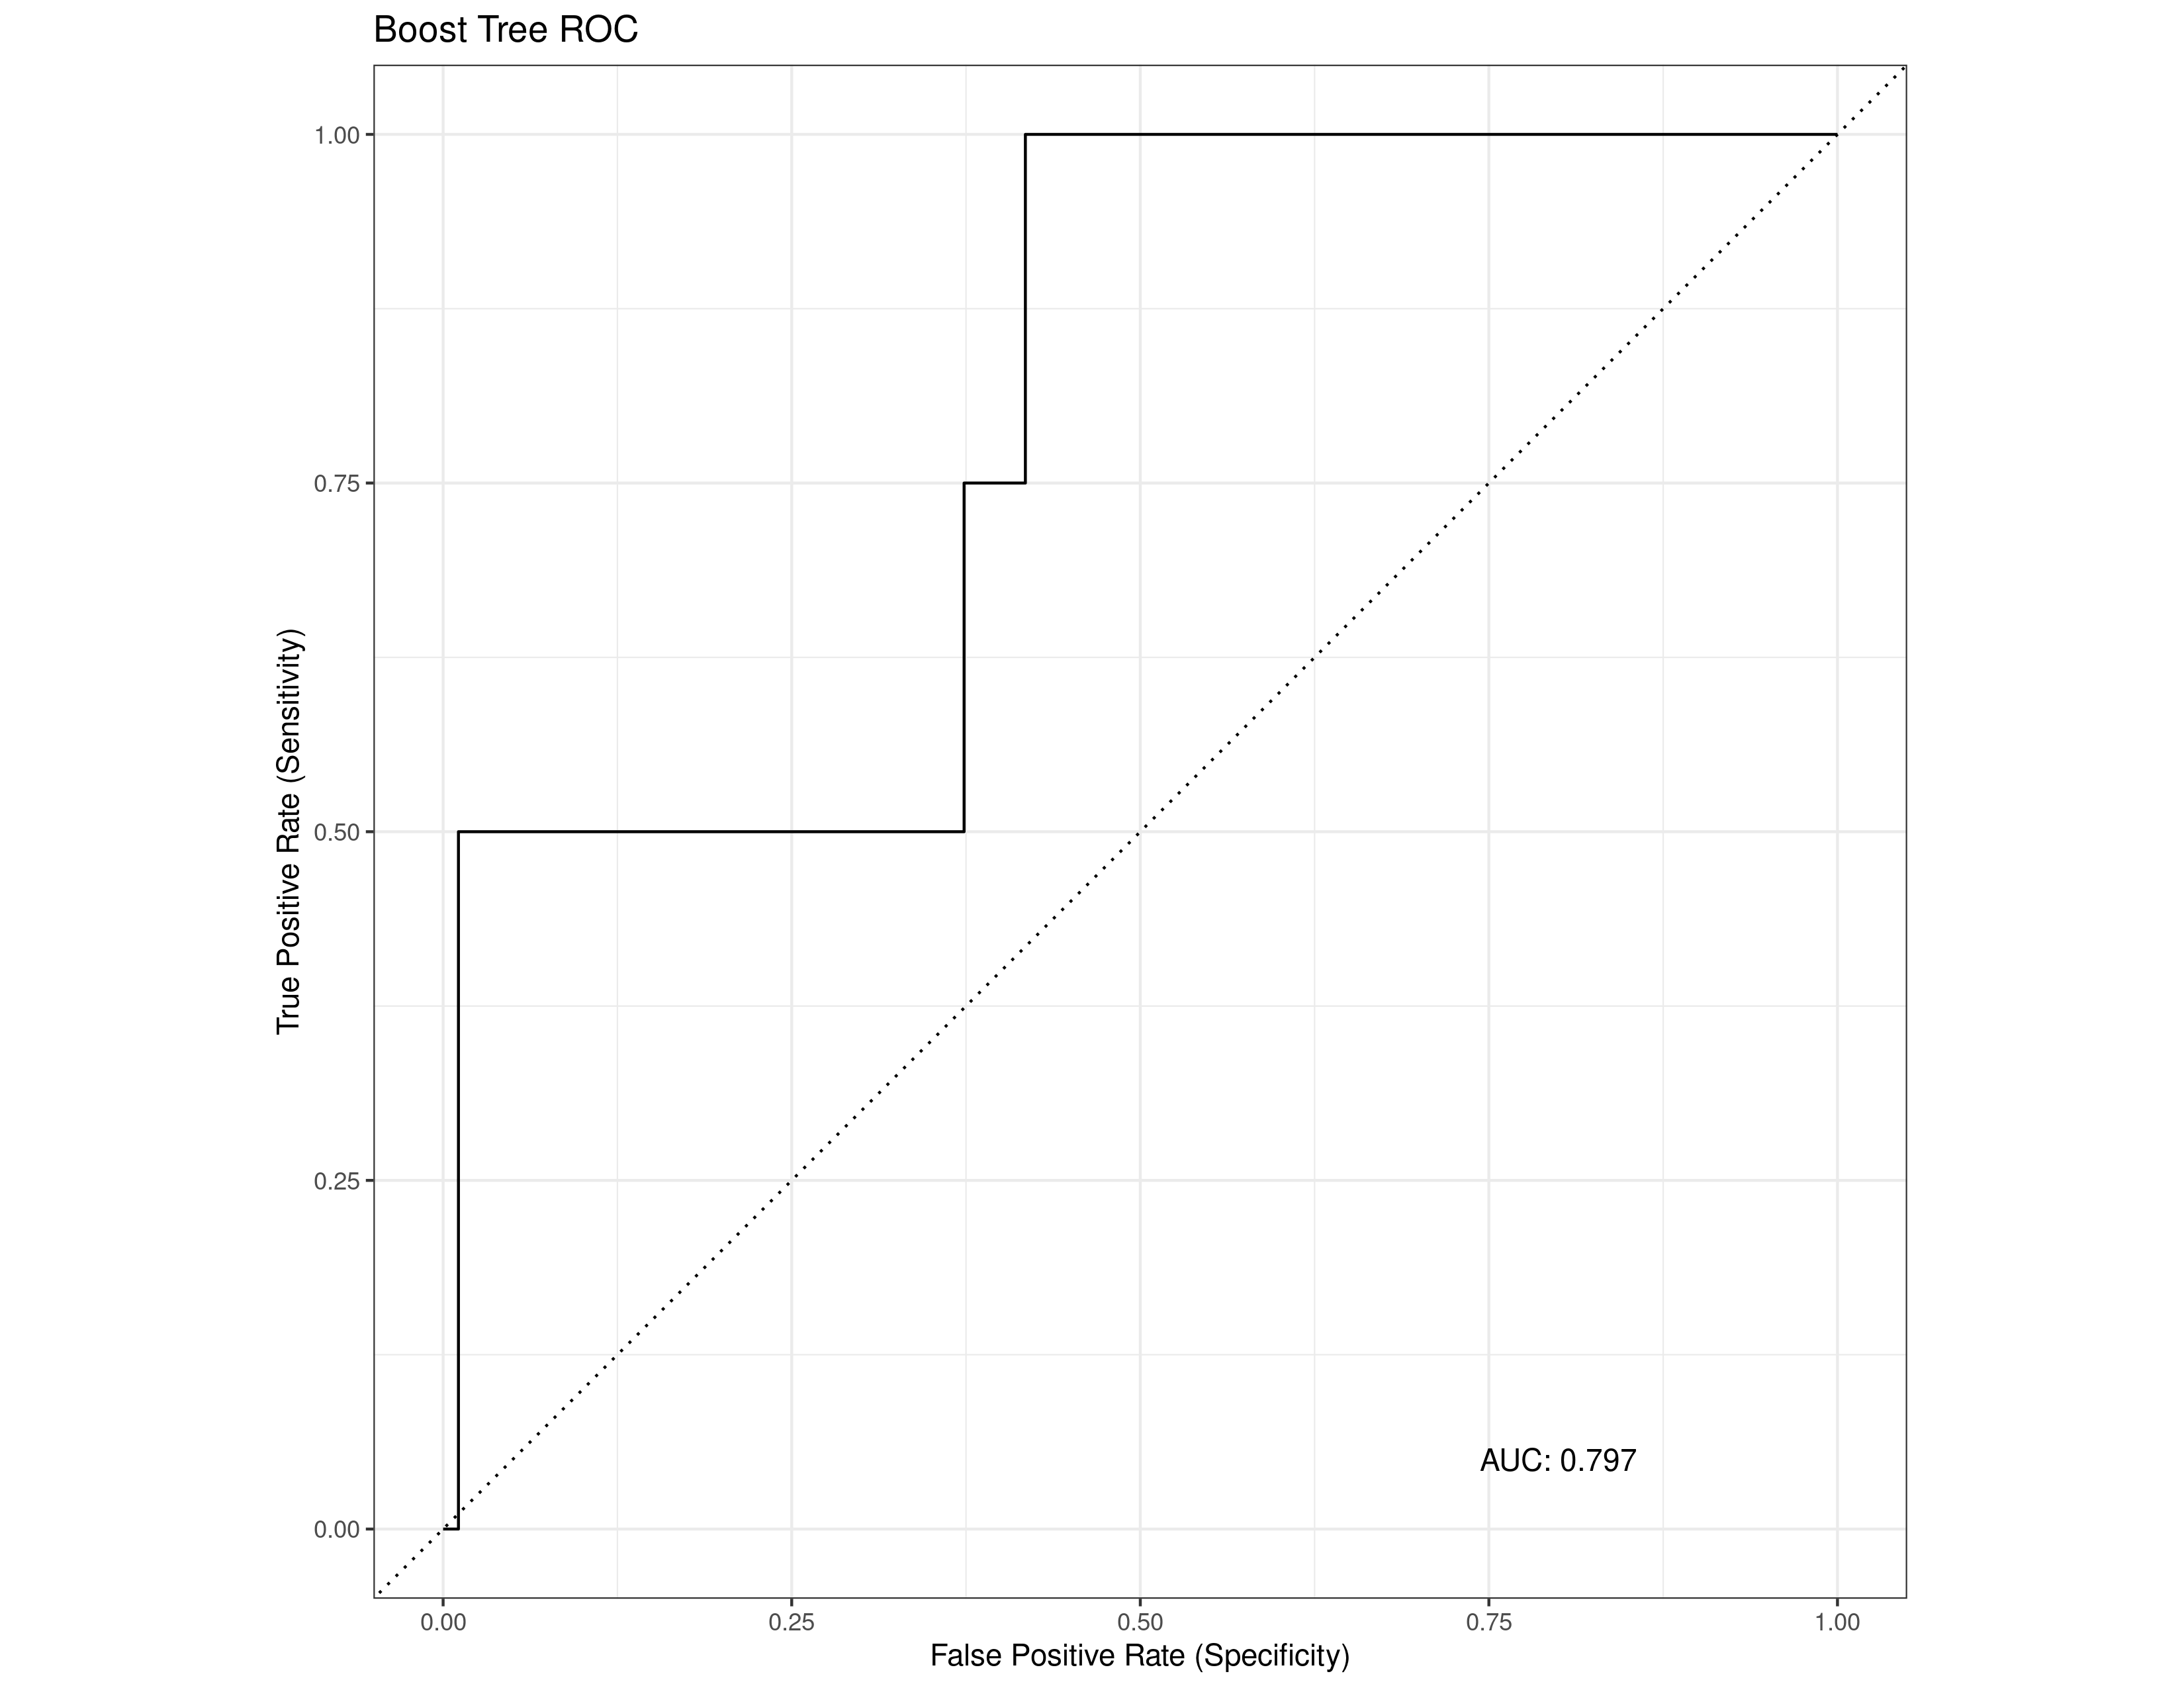 Boost Tree ROC
1.00
0.75
0.50
0.25
0.00
True Positive Rate (Sensitivity)
AUC: 0.797
0.00 0.25 0.50 0.75 1.00
False Positive Rate (Specificity)